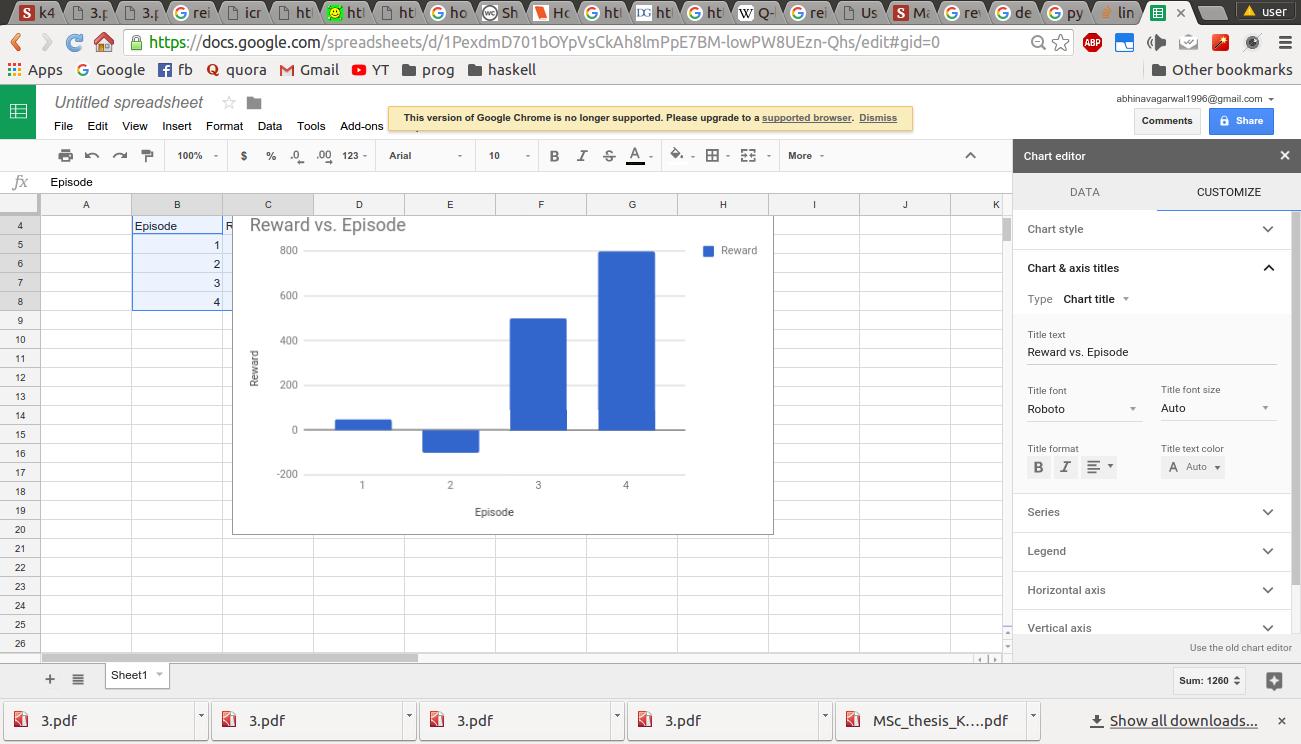 k4
3.p
3.p
rei
icr
htl
htl
htl
ho
Sh
Ho
htl
htl
htl
Q-
rei
Us
Ma
re
de
py
lin
user
https://docs.google.com/spreadsheets/d/1PexdmD701bOYpVsCkAh8lmPpE7BM-lowPW8UEzn-Qhs/edit#gid=0
ABP
Apps Google fb quora Gmail YT prog haskell Other bookmarks
Untitled spreadsheet
abhinavagarwal1996@gmail.com
This version of Google Chrome is no longer supported. Please upgrade to a supported browser. Dismiss
File Edit View Insert Format Data Tools Add-ons
Comments Share
100% $ % .0 .00 123 Arial 10 B I S A More
Chart editor
fx Episode
DATA CUSTOMIZE
A B C D E F G H I J K
4 Episode R
5 1
6 2
7 3
8 4
9
10
11
12
13
14
15
16
17
18
19
20
21
22
23
24
25
26
Reward vs. Episode
800
600
400
200
0
-200
Reward
Reward
1 2 3 4
Episode
Chart style
Chart & axis titles
Type Chart title
Title text
Reward vs. Episode
Title font Title font size
Roboto Auto
Title format Title text color
B I A Auto
Series
Legend
Horizontal axis
Vertical axis
Use the old chart editor
Sheet1
Sum: 1260
3.pdf 3.pdf 3.pdf 3.pdf MSc_thesis_K....pdf Show all downloads...